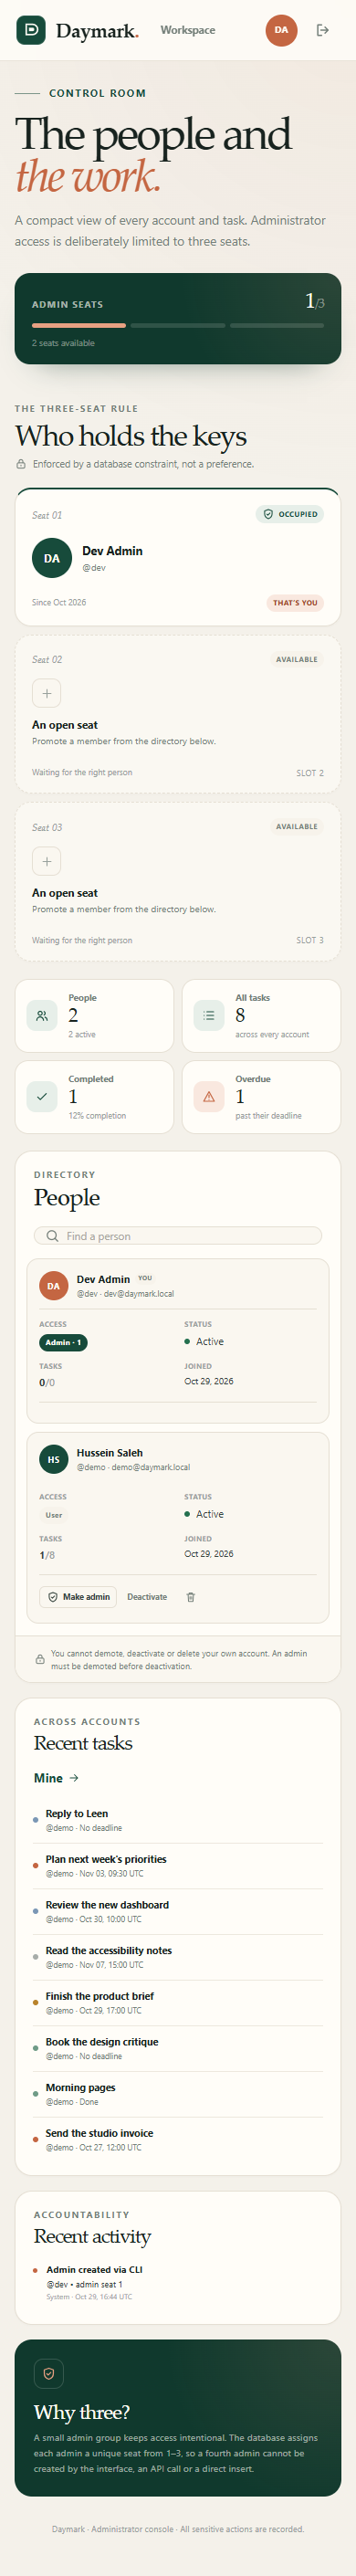 Daymark.
Workspace
DA
CONTROL ROOM
The people and
the work.
A compact view of every account and task. Administrator
access is deliberately limited to three seats.
ADMIN SEATS
1/3
2 seats available
THE THREE-SEAT RULE
Who holds the keys
Enforced by database constraint, not a preference.
Seat 01
OCCUPIED
DA
Dev Admin
@dev
Since Oct 2026
THAT'S YOU
Seat 02
AVAILABLE
An open seat
Promote a member from the directory below.
Waiting for the right person
SLOT 2
Seat 03
AVAILABLE
An open seat
Promote a member from the directory below.
Waiting for the right person
SLOT 3
People
2
2 active
All tasks
8
across every account
Completed
1
12% completion
Overdue
1
past their deadline
DIRECTORY
People
Find a person
DA
Dev Admin YOU
@dev · dev@daymark.local
ACCESS
Admin · 1
STATUS
Active
TASKS
0/0
JOINED
Oct 29, 2026
HS
Hussein Saleh
@demo · demo@daymark.local
ACCESS
User
STATUS
Active
TASKS
1/8
JOINED
Oct 29, 2026
Make admin
Deactivate
You cannot demote, deactivate or delete your own account. An admin
must be demoted before deactivation.
ACROSS ACCOUNTS
Recent tasks
Mine →
Reply to Leen
@demo · No deadline
Plan next week's priorities
@demo · Nov 03, 09:30 UTC
Review the new dashboard
@demo · Oct 30, 10:00 UTC
Read the accessibility notes
@demo · Nov 07, 15:00 UTC
Finish the product brief
@demo · Oct 29, 17:00 UTC
Book the design critique
@demo · No deadline
Morning pages
@demo · Done
Send the studio invoice
@demo · Oct 27, 12:00 UTC
ACCOUNTABILITY
Recent activity
Admin created via CLI
@dev • admin seat 1
System · Oct 29, 16:44 UTC
Why three?
A small admin group keeps access intentional. The database assigns
each admin a unique seat from 1–3, so a fourth admin cannot be
created by the interface, an API call or a direct insert.
Daymark · Administrator console · All sensitive actions are recorded.